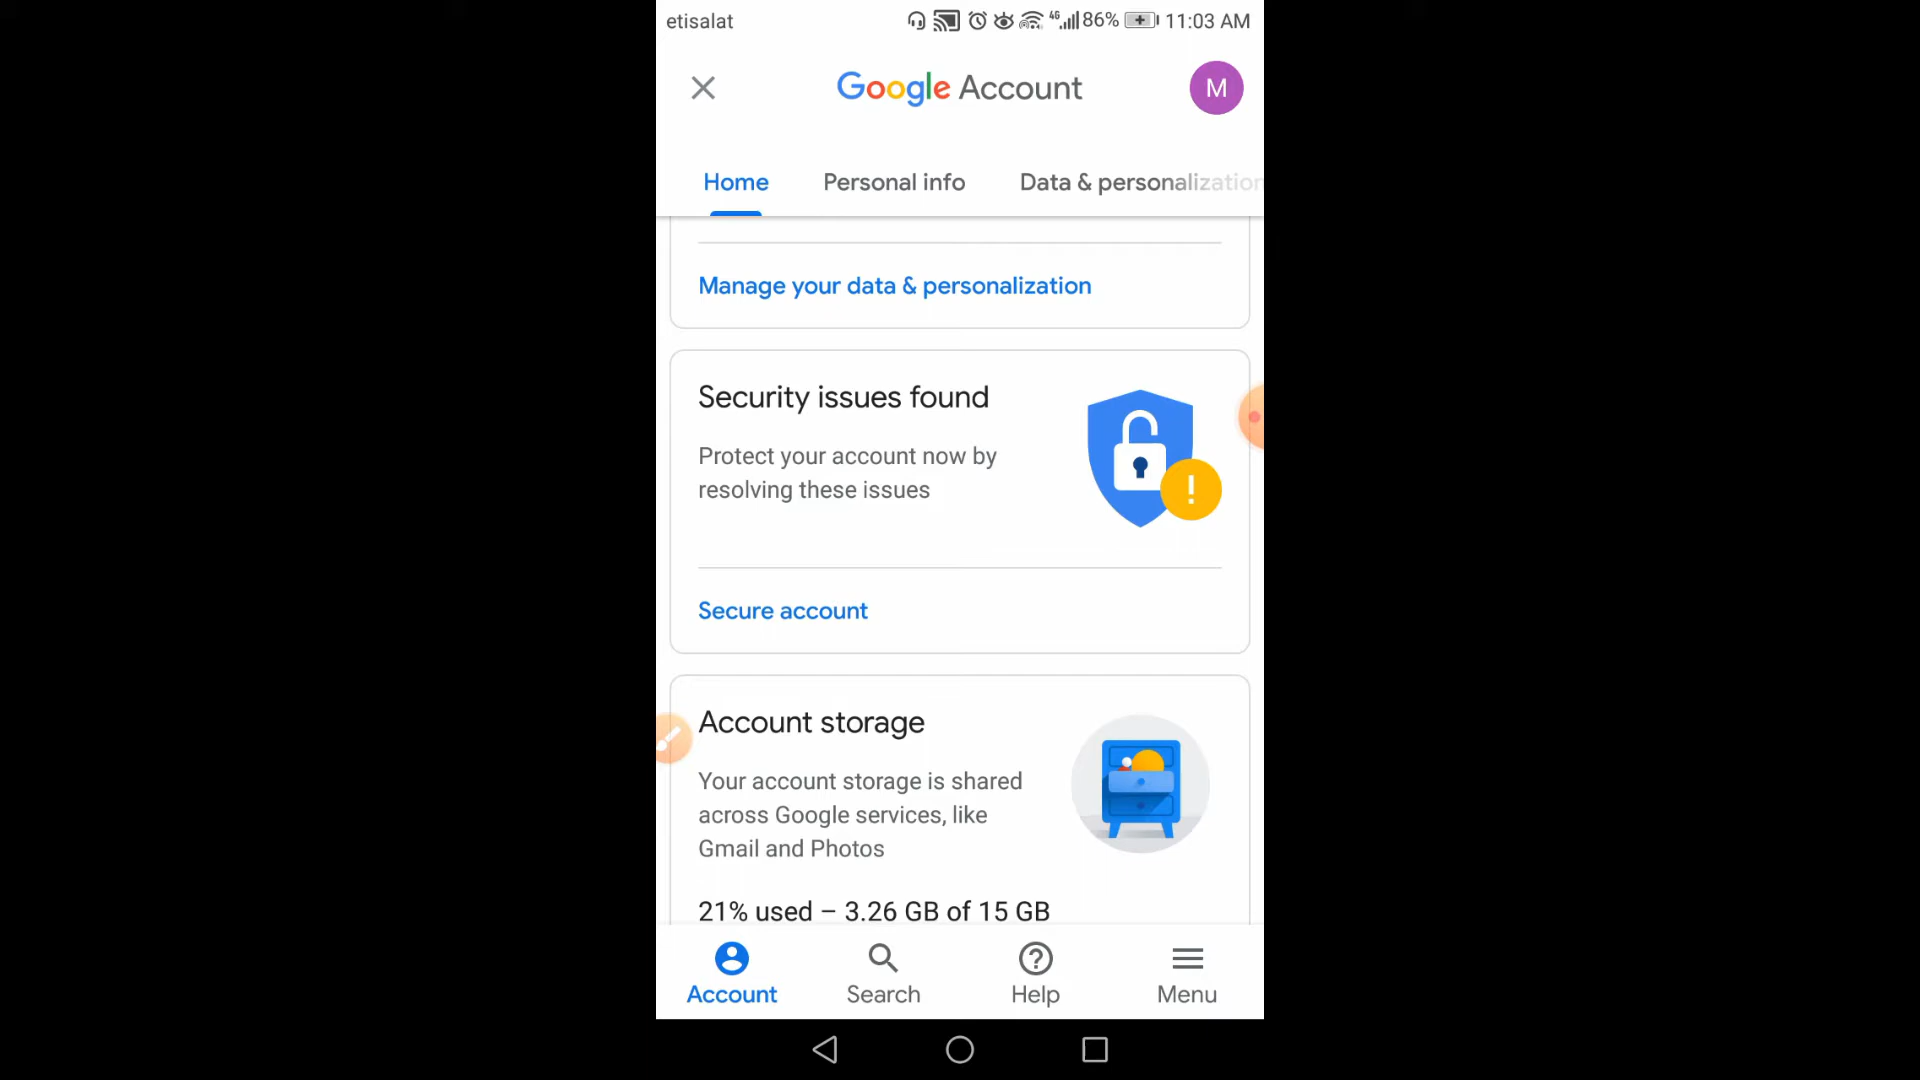 etisalat 4G 86% 11:03 AM
Google Account M
Home Personal info Data & personalization
Manage your data & personalization
Security issues found
Protect your account now by
resolving these issues
!
Secure account
Account storage
Your account storage is shared
across Google services, like
Gmail and Photos
21% used – 3.26 GB of 15 GB
Account Search Help Menu